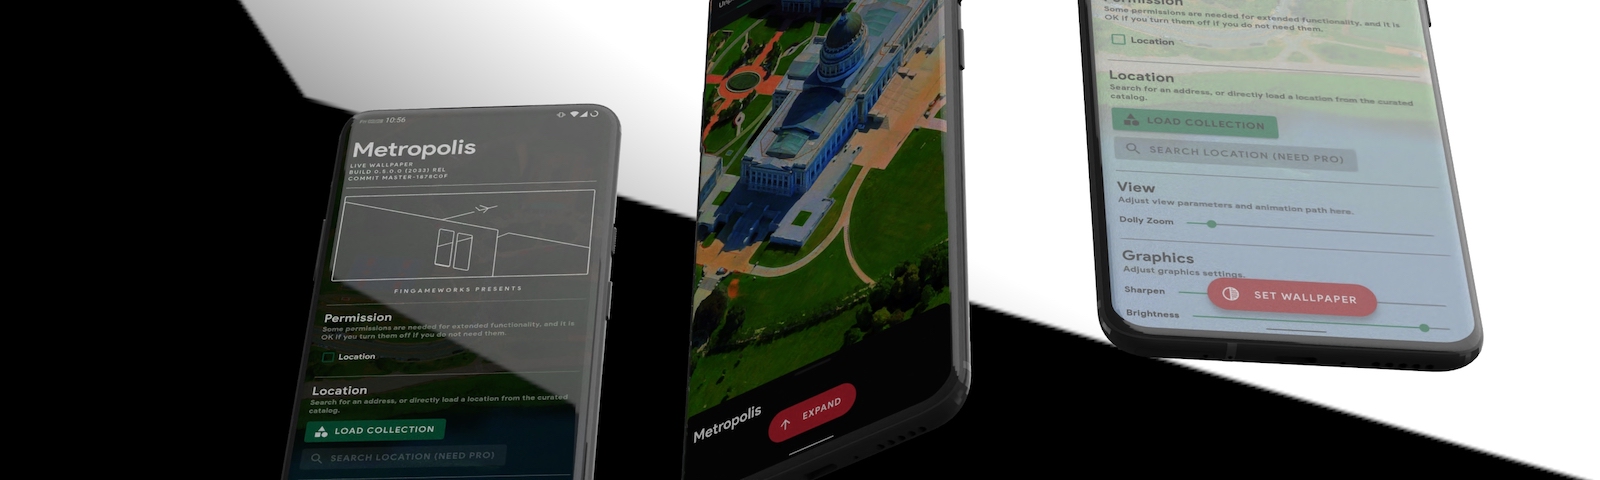 10:56
Metropolis
LIVE WALLPAPER
BUILD 0.5.0.0 (2033) REL
COMMIT MASTER-1878C0F
FINGAMEWORKS PRESENTS
Permission
Some permissions are needed for extended functionality, and it is
OK if you turn them off if you do not need them.
Location
Location
Search for an address, or directly load a location from the curated
catalog.
LOAD COLLECTION
SEARCH LOCATION (NEED PRO)
Metropolis
EXPAND
Permission
Some permissions are needed for extended functionality, and it is
OK if you turn them off if you do not need them.
Location
Location
Search for an address, or directly load a location from the curated
catalog.
LOAD COLLECTION
SEARCH LOCATION (NEED PRO)
View
Adjust view parameters and animation path here.
Dolly Zoom
Graphics
Adjust graphics settings.
Sharpen
SET WALLPAPER
Brightness